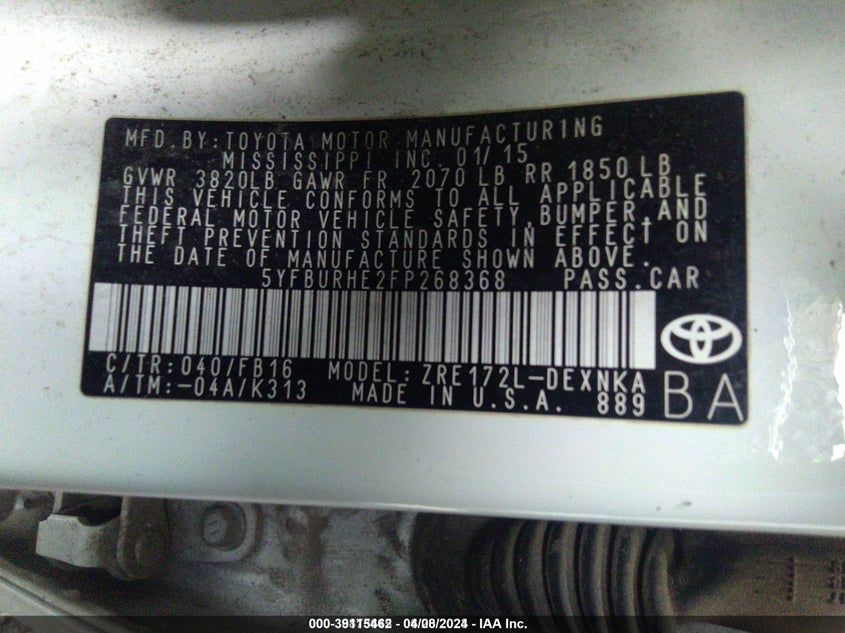 MFD.BY:TOYOTA MOTOR MANUFACTURING
MISSISSIPPI INC. 01/15
GVWR 3820LB GAWR FR 2070 LB RR 1850 LB
THIS VEHICLE CONFORMS TO ALL APPLICABLE
FEDERAL MOTOR VEHICLE SAFETY,BUMPER,AND
THEFT PREVENTION STANDARDS IN EFFECT ON
THE DATE OF MANUFACTURE SHOWN ABOVE.
5YFBURHE2FP268368 PASS.CAR
C/TR:040/FB16 MODEL:ZRE172L-DEXNKA
A/TM:-04A/K313 MADE IN U.S.A. 889
BA
- IAA Inc.